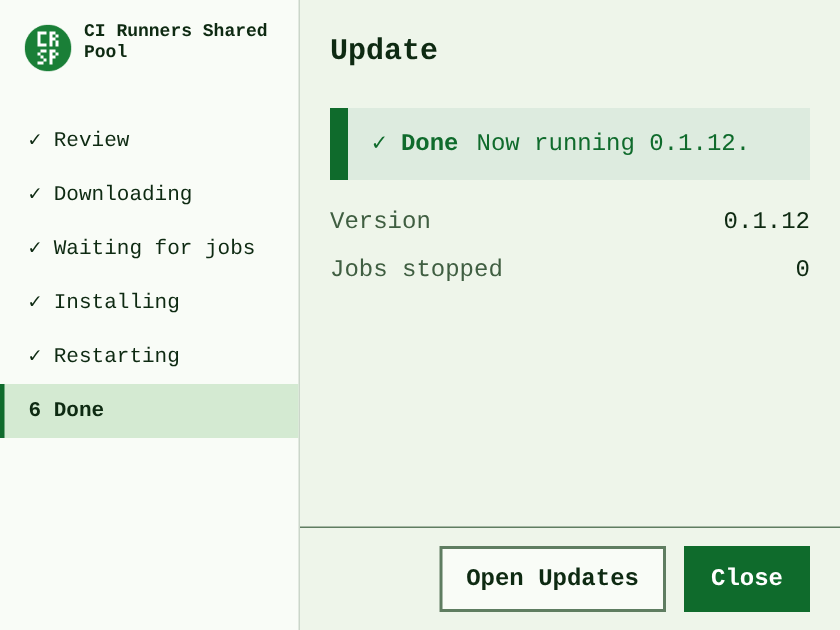 CI Runners Shared
Pool
✓ Review
✓ Downloading
✓ Waiting for jobs
✓ Installing
✓ Restarting
6 Done
Update
✓ Done Now running 0.1.12.
Version 0.1.12
Jobs stopped 0
Open Updates Close